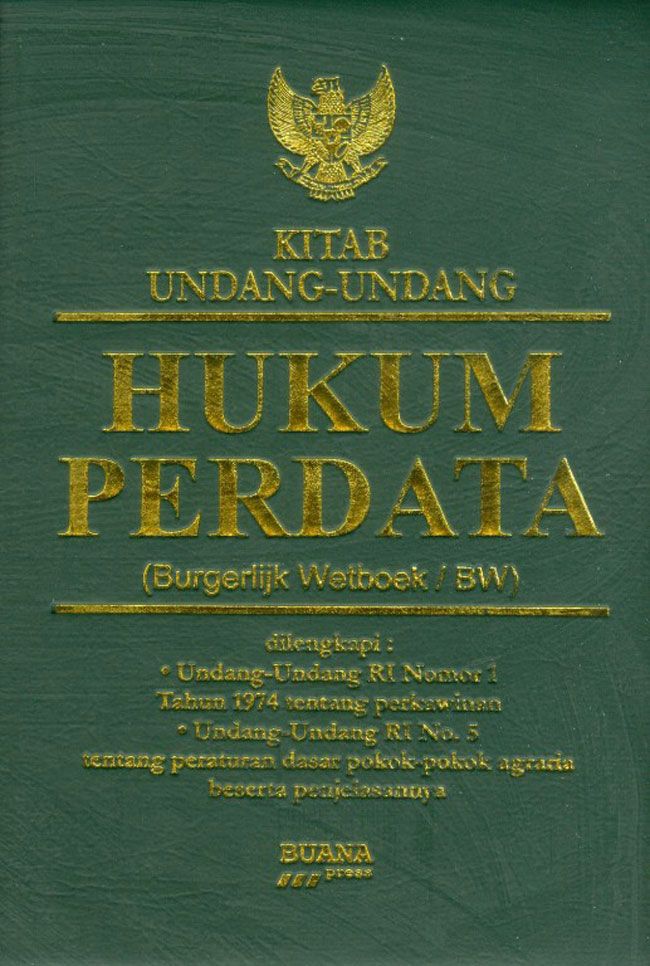 KITAB
UNDANG-UNDANG
HUKUM
PERDATA
(Burgerlijk Wetboek / BW)
dilengkapi :
• Undang-Undang RI Nomor 1
Tahun 1974 tentang perkawinan
• Undang-Undang RI No. 5
tentang peraturan dasar pokok-pokok agraria
beserta penjelasannya
BUANA
press